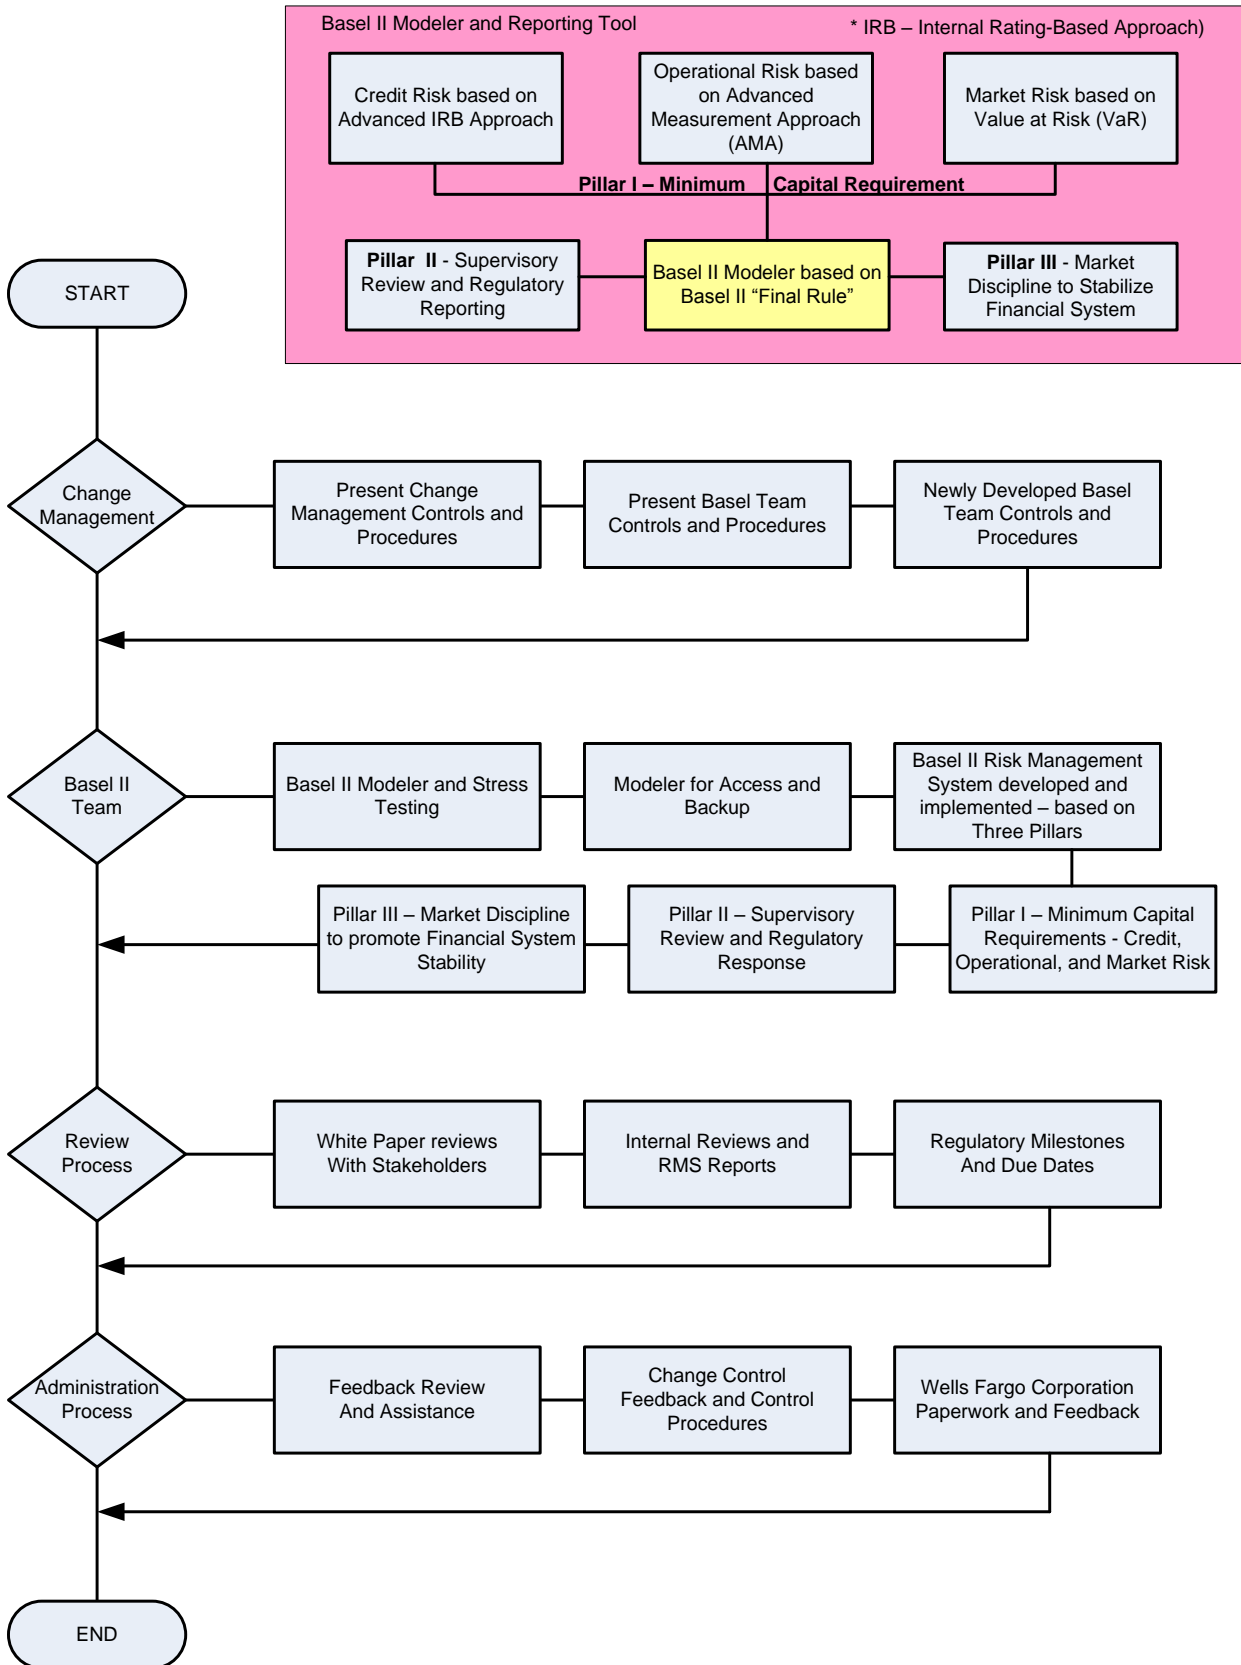 Basel II Modeler and Reporting Tool
* IRB – Internal Rating-Based Approach)
Credit Risk based on
Advanced IRB Approach
Operational Risk based
on Advanced
Measurement Approach
(AMA)
Market Risk based on
Value at Risk (VaR)
Pillar I – Minimum Capital Requirement
Pillar II - Supervisory
Review and Regulatory
Reporting
Basel II Modeler based on
Basel II “Final Rule”
Pillar III - Market
Discipline to Stabilize
Financial System
START
Change
Management
Present Change
Management Controls and
Procedures
Present Basel Team
Controls and Procedures
Newly Developed Basel
Team Controls and
Procedures
Basel II
Team
Basel II Modeler and Stress
Testing
Modeler for Access and
Backup
Basel II Risk Management
System developed and
implemented – based on
Three Pillars
Pillar III – Market Discipline
to promote Financial System
Stability
Pillar II – Supervisory
Review and Regulatory
Response
Pillar I – Minimum Capital
Requirements - Credit,
Operational, and Market Risk
Review
Process
White Paper reviews
With Stakeholders
Internal Reviews and
RMS Reports
Regulatory Milestones
And Due Dates
Administration
Process
Feedback Review
And Assistance
Change Control
Feedback and Control
Procedures
Wells Fargo Corporation
Paperwork and Feedback
END